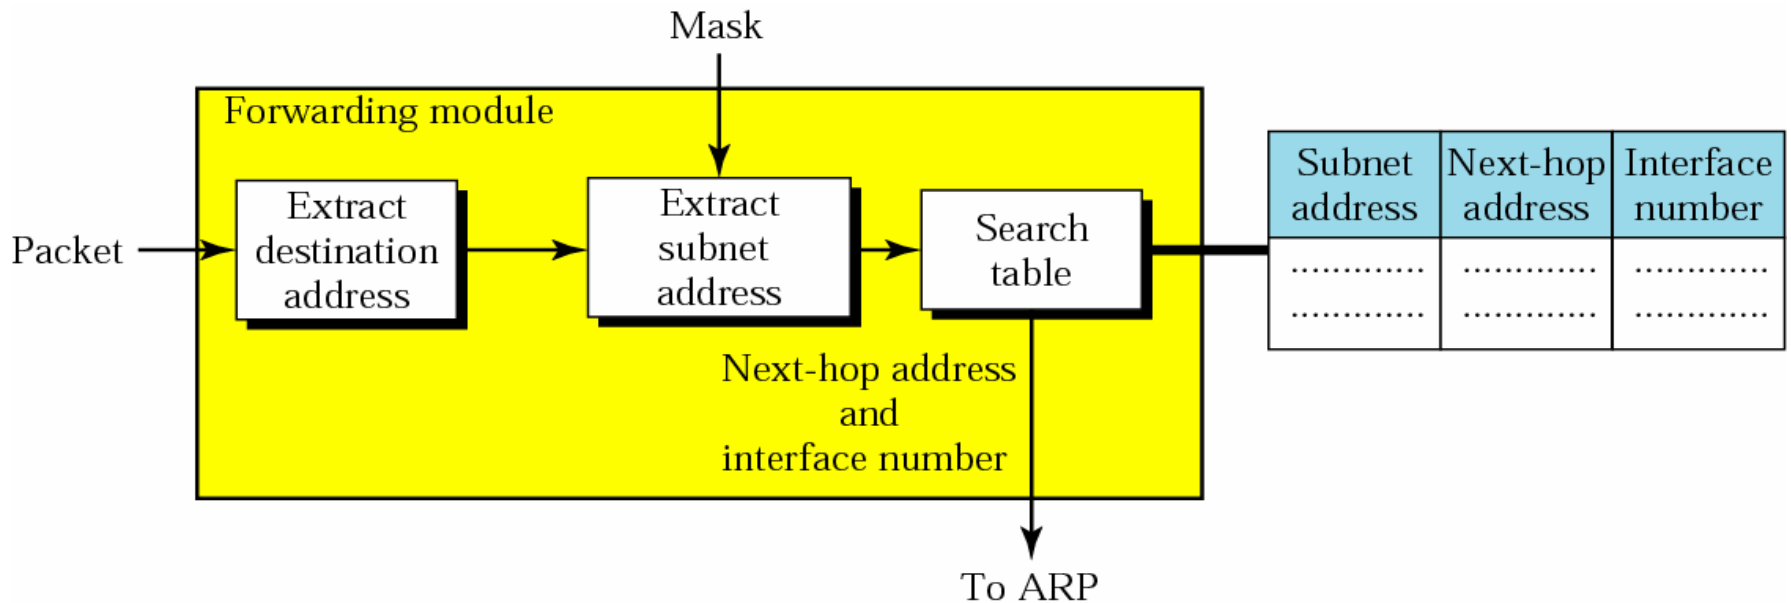 Mask
Forwarding module
Packet
Extract
destination
address
Extract
subnet
address
Search
table
Next-hop address
and
interface number
To ARP
Subnet
address
Next-hop
address
Interface
number
............. ............. .............
............. ............. .............